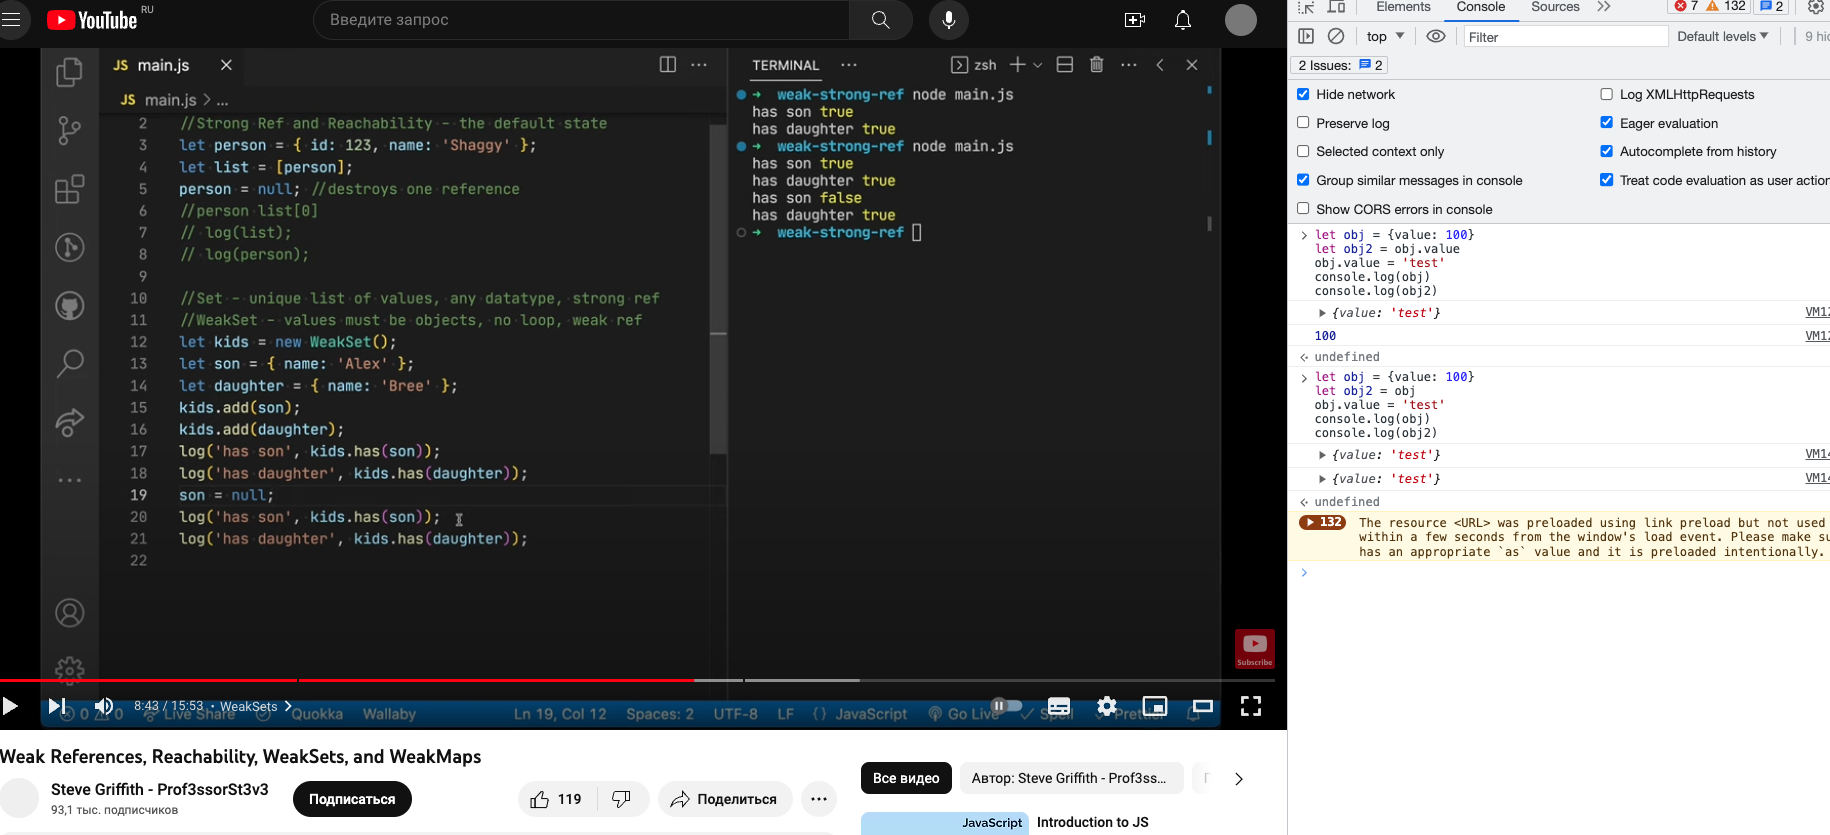 YouTube RU
Введите запрос
JS main.js
JS main.js > ...
2 //Strong Ref and Reachability - the default state
3 let person = { id: 123, name: 'Shaggy' };
4 let list = [person];
5 person = null; //destroys one reference
6 //person list[0]
7 // log(list);
8 // log(person);
9
10 //Set - unique list of values, any datatype, strong ref
11 //WeakSet - values must be objects, no loop, weak ref
12 let kids = new WeakSet();
13 let son = { name: 'Alex' };
14 let daughter = { name: 'Bree' };
15 kids.add(son);
16 kids.add(daughter);
17 log('has son', kids.has(son));
18 log('has daughter', kids.has(daughter));
19 son = null;
20 log('has son', kids.has(son));
21 log('has daughter', kids.has(daughter));
22
TERMINAL ... zsh
weak-strong-ref node main.js
has son true
has daughter true
weak-strong-ref node main.js
has son true
has daughter true
has son false
has daughter true
weak-strong-ref
Subscribe
8:43 / 15:53 • WeakSets
0 0 Live Share Quokka Wallaby Ln 19, Col 12 Spaces: 2 UTF-8 LF {} JavaScript Go Live Spell Prettier
Weak References, Reachability, WeakSets, and WeakMaps
Steve Griffith - Prof3ssorSt3v3
93,1 тыс. подписчиков
Подписаться
119
Поделиться
Все видео
Автор: Steve Griffith - Prof3ss...
JavaScript
Introduction to JS
Elements Console Sources 7 132 2
top Filter Default levels 9 hid
2 Issues: 2
Hide network
Log XMLHttpRequests
Preserve log
Eager evaluation
Selected context only
Autocomplete from history
Group similar messages in console
Treat code evaluation as user action
Show CORS errors in console
let obj = {value: 100}
let obj2 = obj.value
obj.value = 'test'
console.log(obj)
console.log(obj2)
{value: 'test'} VM12
100 VM12
undefined
let obj = {value: 100}
let obj2 = obj
obj.value = 'test'
console.log(obj)
console.log(obj2)
{value: 'test'} VM14
{value: 'test'} VM14
undefined
132 The resource <URL> was preloaded using link preload but not used
within a few seconds from the window's load event. Please make su
has an appropriate `as` value and it is preloaded intentionally.